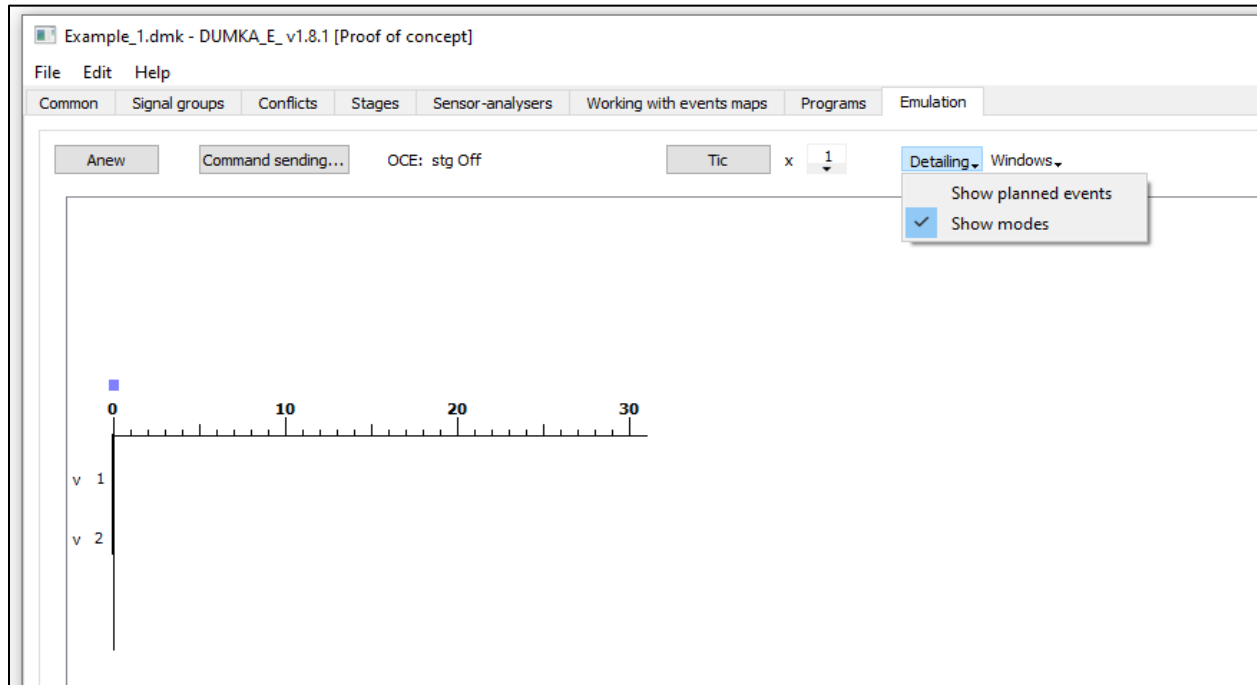 Example_1.dmk - DUMKA_E_ v1.8.1 [Proof of concept]
File Edit Help
Common Signal groups Conflicts Stages Sensor-analysers Working with events maps Programs Emulation
Anew Command sending... OCE: stg Off Tic x 1 Detailing Windows
Show planned events
Show modes
0 10 20 30
v 1
v 2